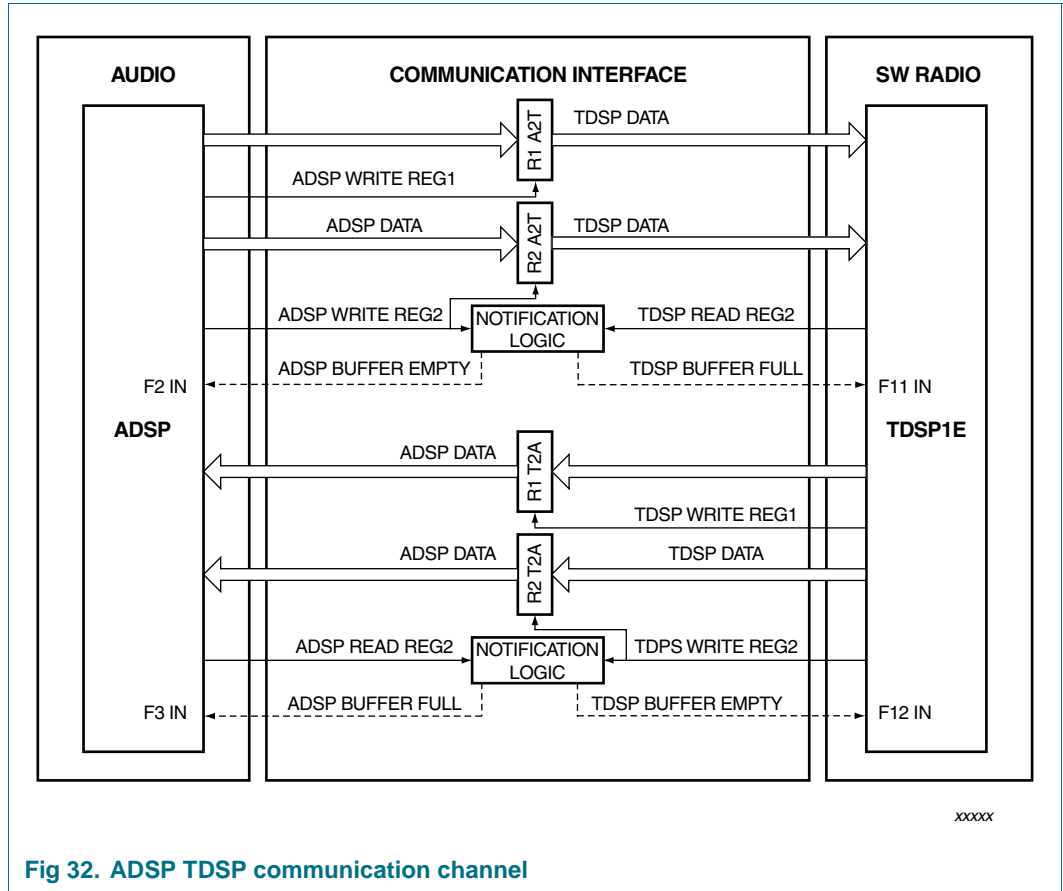 AUDIO
COMMUNICATION INTERFACE
SW RADIO
TDSP DATA
R1 A2T
ADSP WRITE REG1
ADSP DATA
TDSP DATA
R2 A2T
ADSP WRITE REG2
NOTIFICATION
LOGIC
TDSP READ REG2
ADSP BUFFER EMPTY
TDSP BUFFER FULL
F2 IN
F11 IN
ADSP
TDSP1E
ADSP DATA
R1 T2A
TDSP WRITE REG1
ADSP DATA
R2 T2A
TDSP DATA
ADSP READ REG2
NOTIFICATION
LOGIC
TDPS WRITE REG2
ADSP BUFFER FULL
TDSP BUFFER EMPTY
F3 IN
F12 IN
xxxxx
Fig 32. ADSP TDSP communication channel